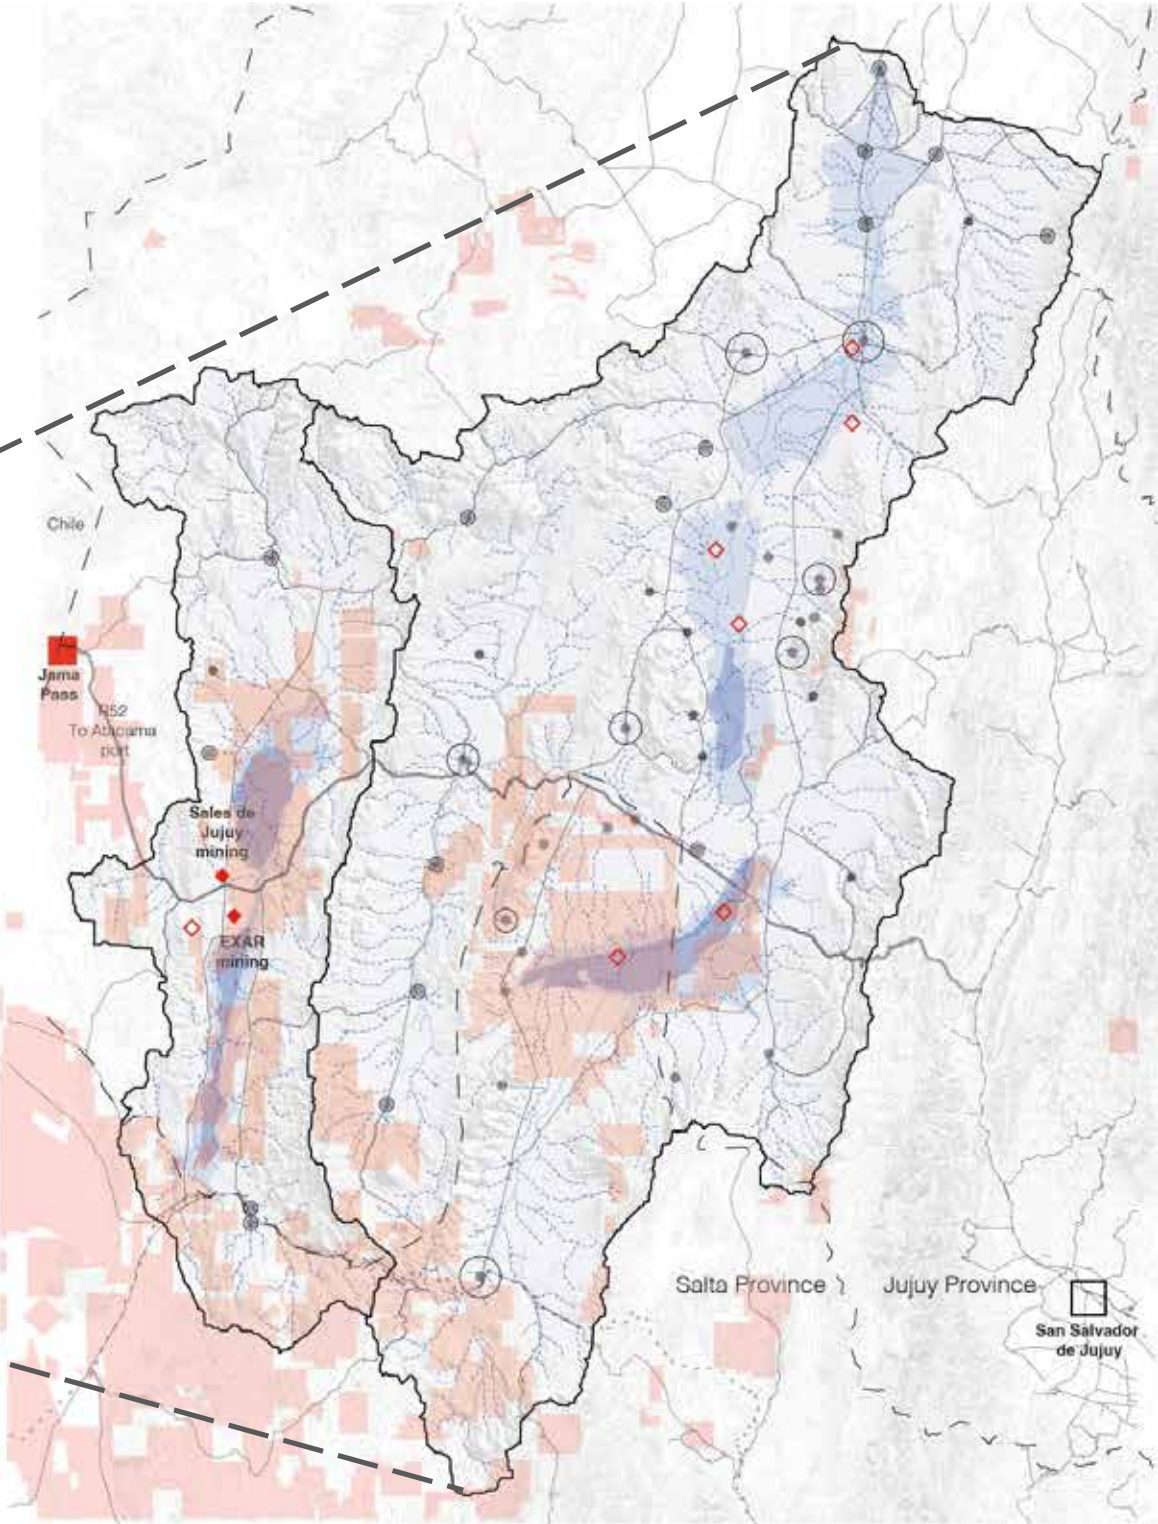 Chile
Jama
Pass
R52
To Atacama
port
Sales de
Jujuy
mining
EXAR
mining
Salta Province
Jujuy Province
San Salvador
de Jujuy